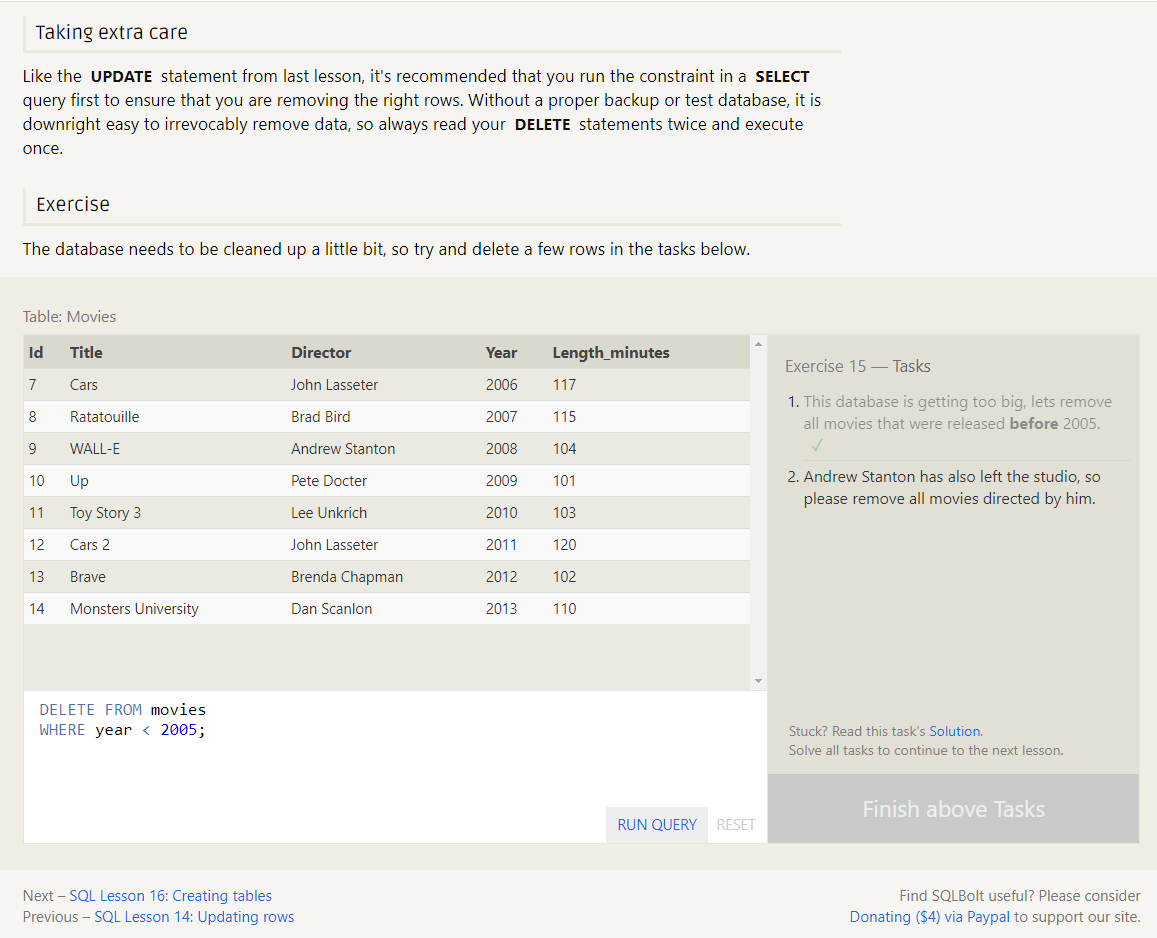 Taking extra care
Like the UPDATE statement from last lesson, it's recommended that you run the constraint in a SELECT
query first to ensure that you are removing the right rows. Without a proper backup or test database, it is
downright easy to irrevocably remove data, so always read your DELETE statements twice and execute
once.
Exercise
The database needs to be cleaned up a little bit, so try and delete a few rows in the tasks below.
Table: Movies
Id Title Director Year Length_minutes
7 Cars John Lasseter 2006 117
8 Ratatouille Brad Bird 2007 115
9 WALL-E Andrew Stanton 2008 104
10 Up Pete Docter 2009 101
11 Toy Story 3 Lee Unkrich 2010 103
12 Cars 2 John Lasseter 2011 120
13 Brave Brenda Chapman 2012 102
14 Monsters University Dan Scanlon 2013 110
DELETE FROM movies
WHERE year < 2005;
RUN QUERY RESET
Exercise 15 — Tasks
1. This database is getting too big, lets remove
all movies that were released before 2005.
✓
2. Andrew Stanton has also left the studio, so
please remove all movies directed by him.
Stuck? Read this task's Solution.
Solve all tasks to continue to the next lesson.
Finish above Tasks
Next – SQL Lesson 16: Creating tables
Previous – SQL Lesson 14: Updating rows
Find SQLBolt useful? Please consider
Donating ($4) via Paypal to support our site.